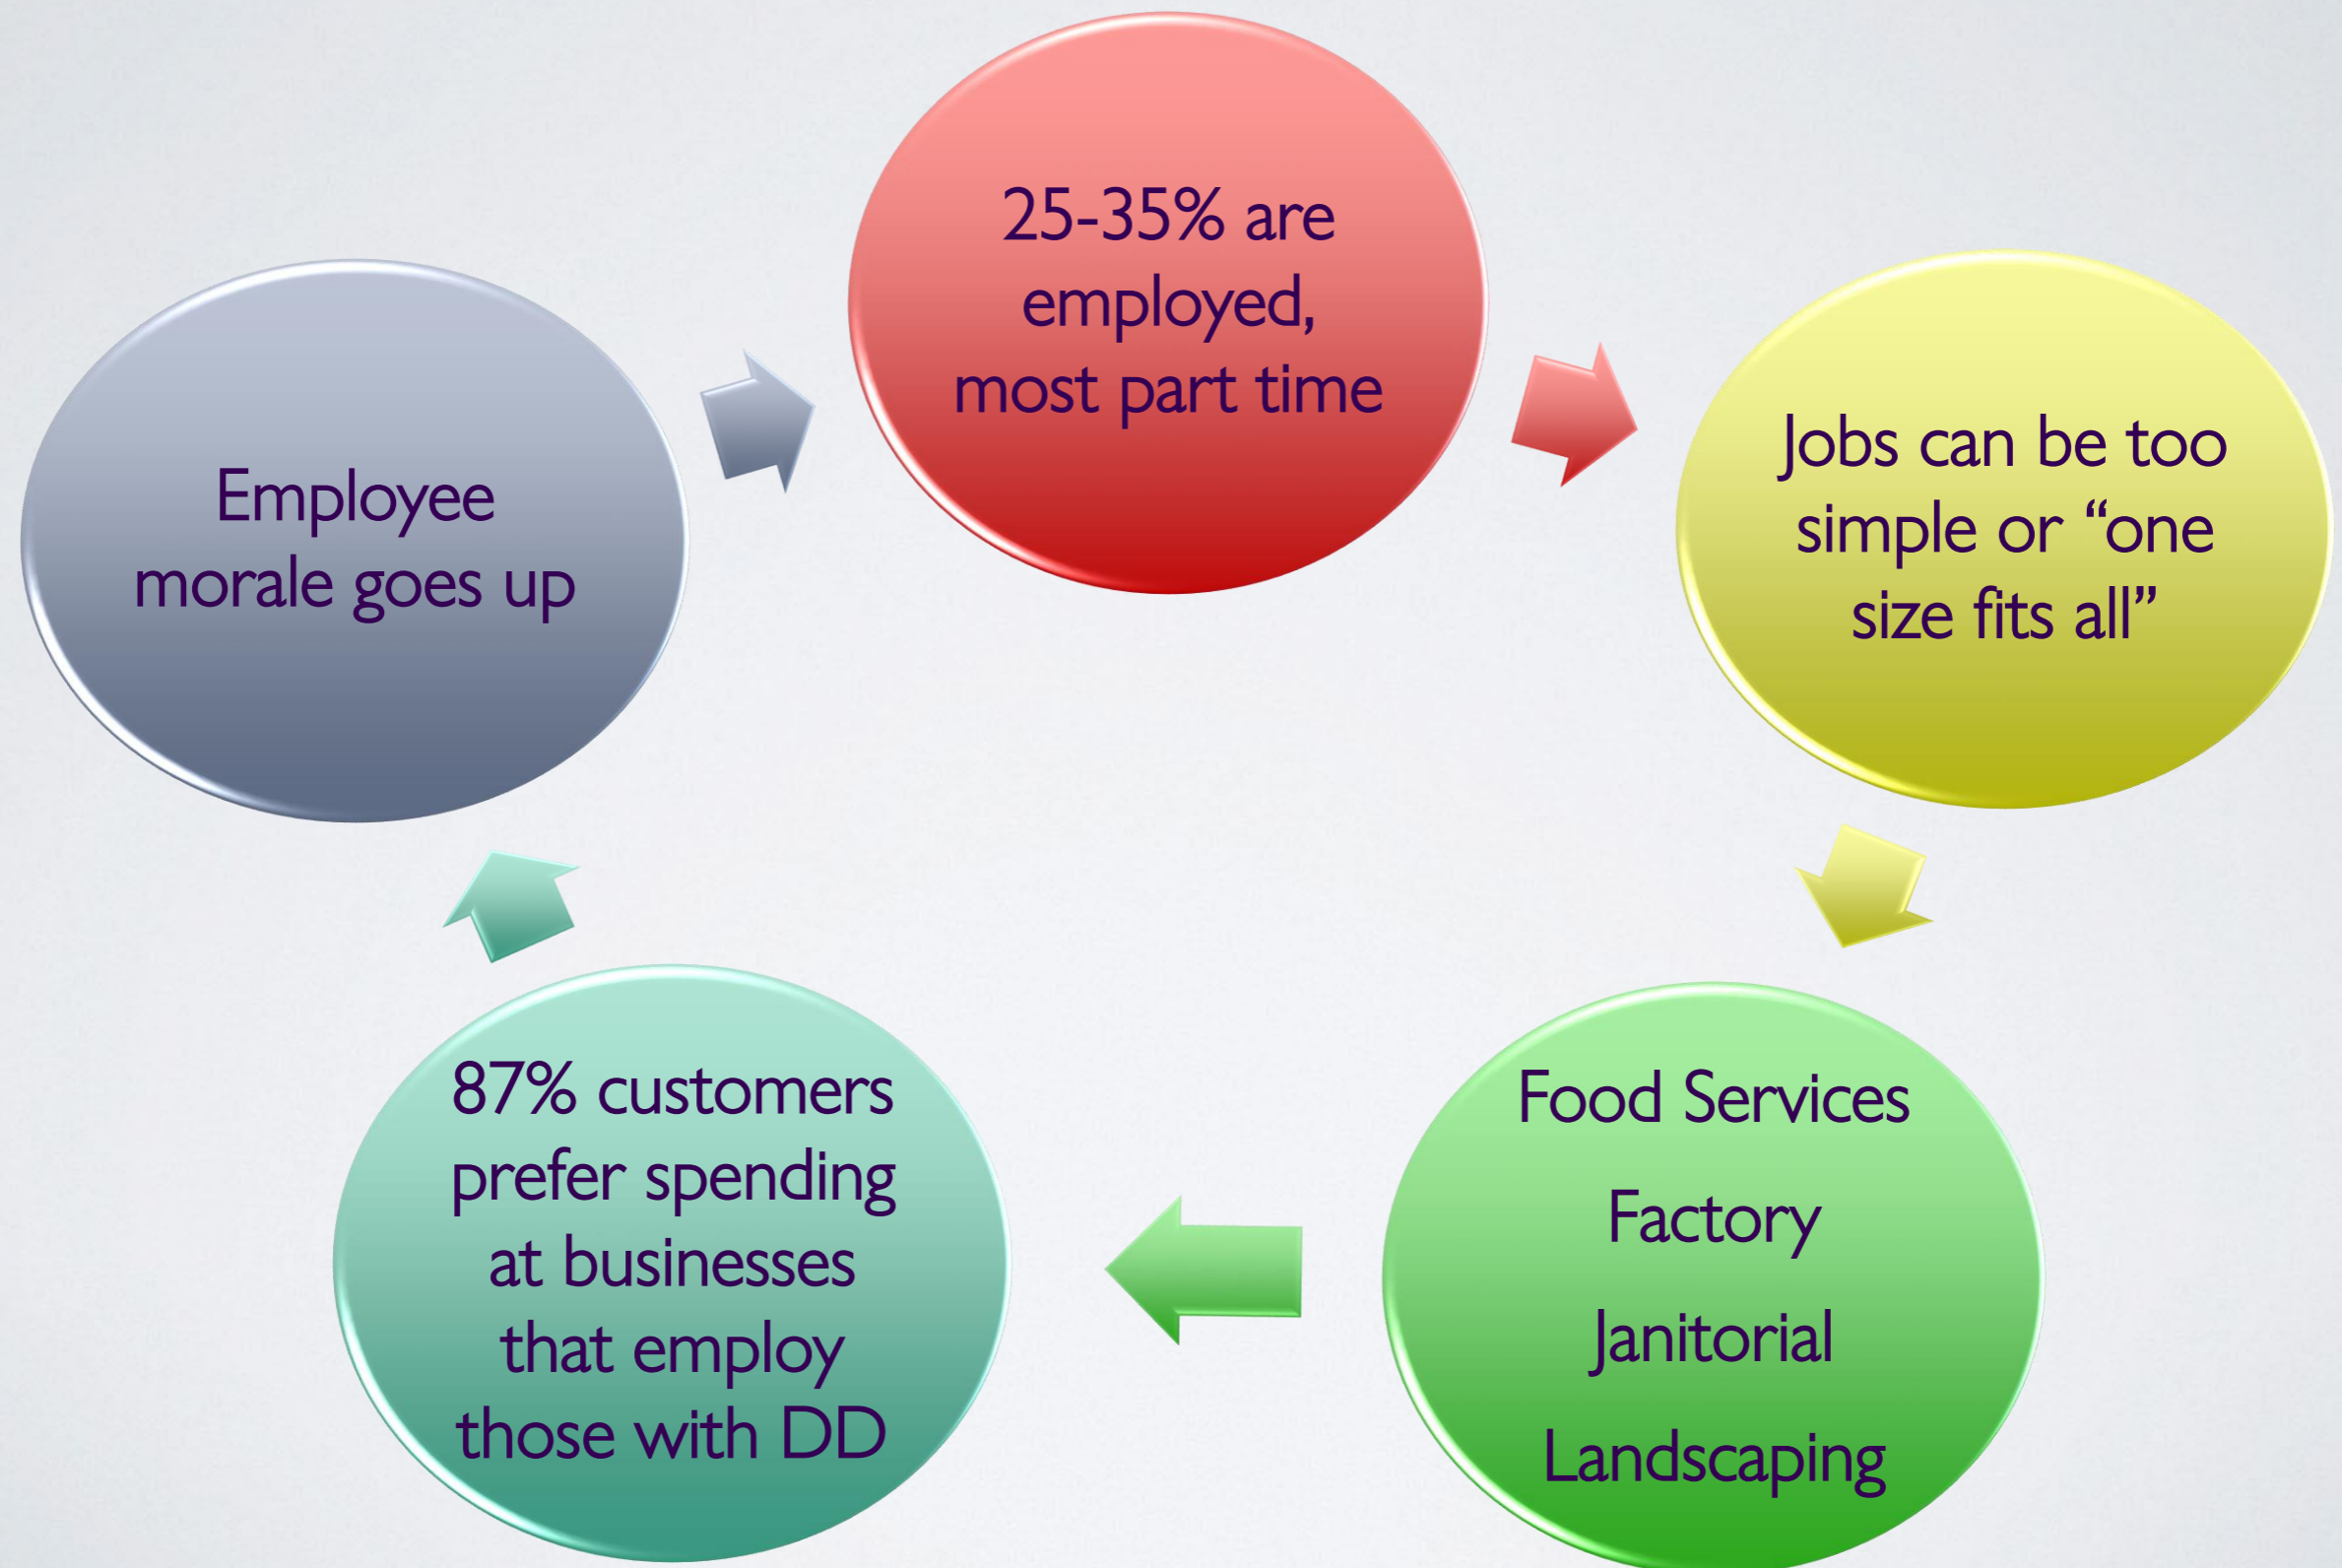 25-35% are
employed,
most part time
Jobs can be too
simple or “one
size fits all”
Food Services
Factory
Janitorial
Landscaping
87% customers
prefer spending
at businesses
that employ
those with DD
Employee
morale goes up